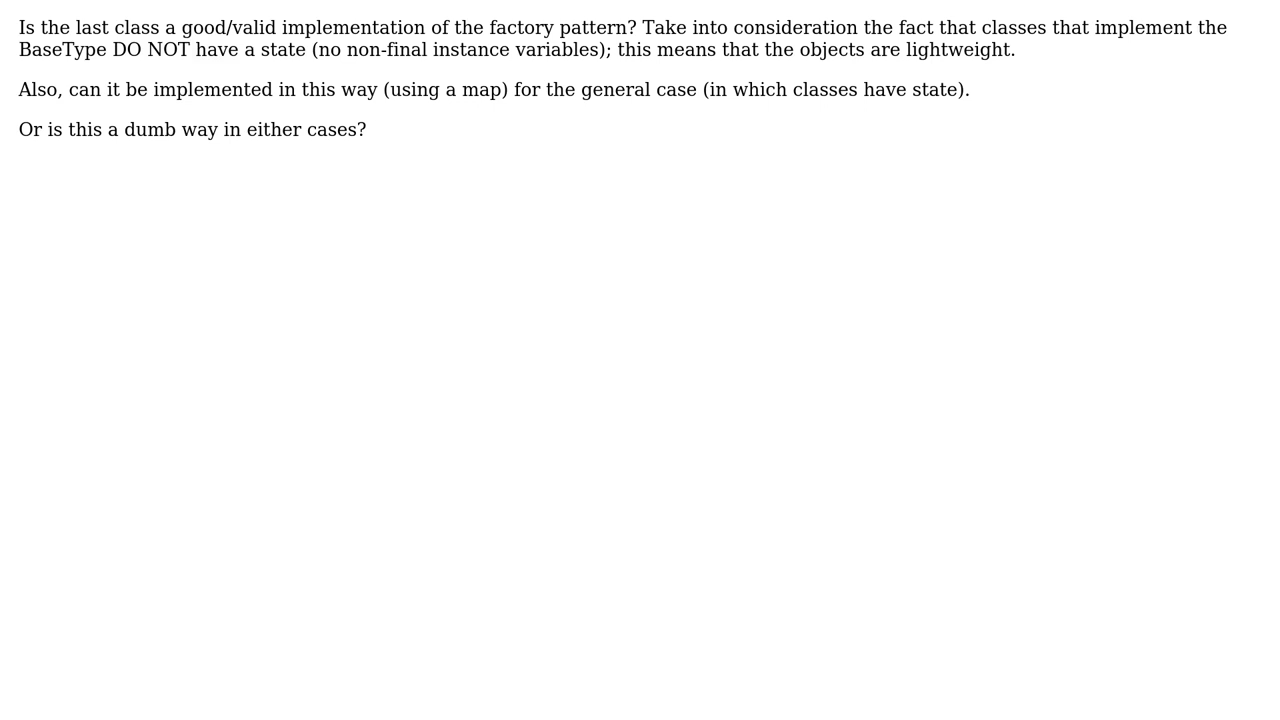 Is the last class a good/valid implementation of the factory pattern? Take into consideration the fact that classes that implement the
BaseType DO NOT have a state (no non-final instance variables); this means that the objects are lightweight.
Also, can it be implemented in this way (using a map) for the general case (in which classes have state).
Or is this a dumb way in either cases?